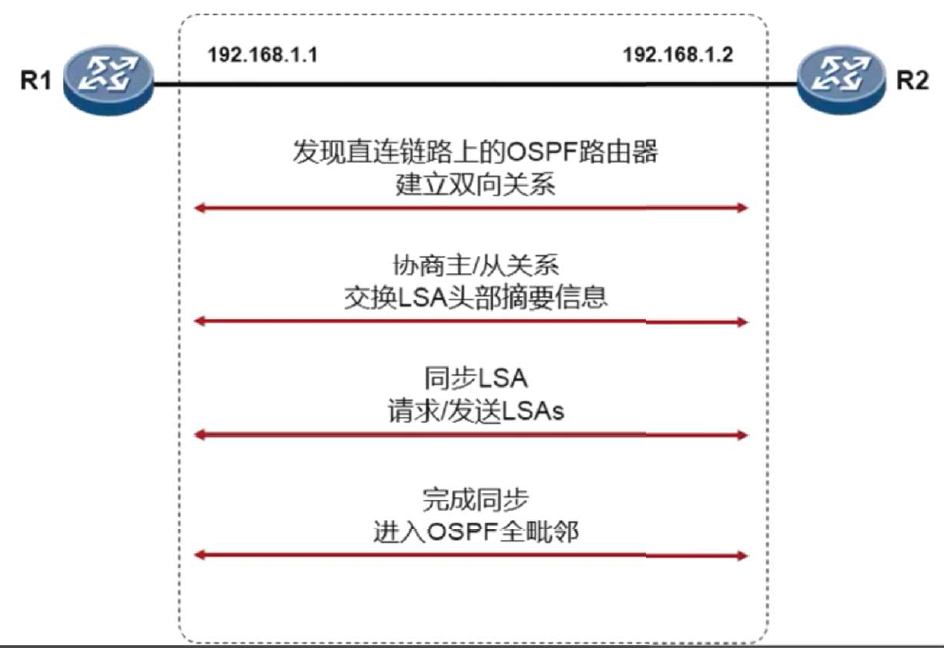 192.168.1.1
192.168.1.2
R1
R2
发现直连链路上的OSPF路由器
建立双向关系
协商主/从关系
交换LSA头部摘要信息
同步LSA
请求/发送LSAs
完成同步
进入OSPF全毗邻